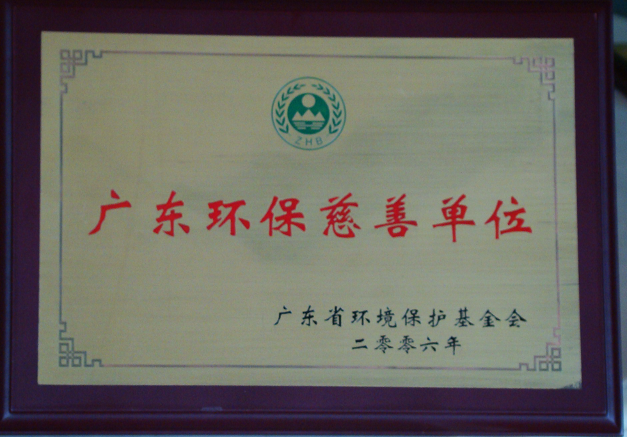 ZHB
广东环保慈善单位
广东省环境保护基金会
二零零六年